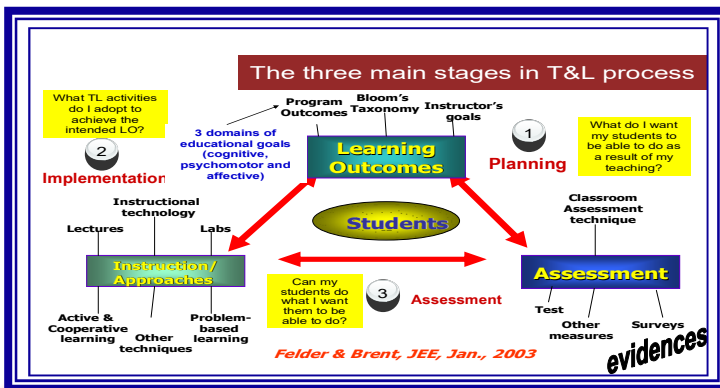 The three main stages in T&L process
What TL activities
do I adopt to
achieve the
intended LO?
2
Implementation
Program
Outcomes
Bloom's
Taxonomy
Instructor's
goals
3 domains of
educational goals
(cognitive,
psychomotor and
affective)
Learning
Outcomes
1
Planning
What do I want
my students to
be able to do as
a result of my
teaching?
Students
Instructional
technology
Lectures
Labs
Instruction/
Approaches
Active &
Cooperative
learning
Other
techniques
Problem-
based
learning
Can my
students do
what I want
them to be
able to do?
3
Assessment
Classroom
Assessment
technique
Assessment
Test
Other
measures
Surveys
evidences
Felder & Brent, JEE, Jan., 2003